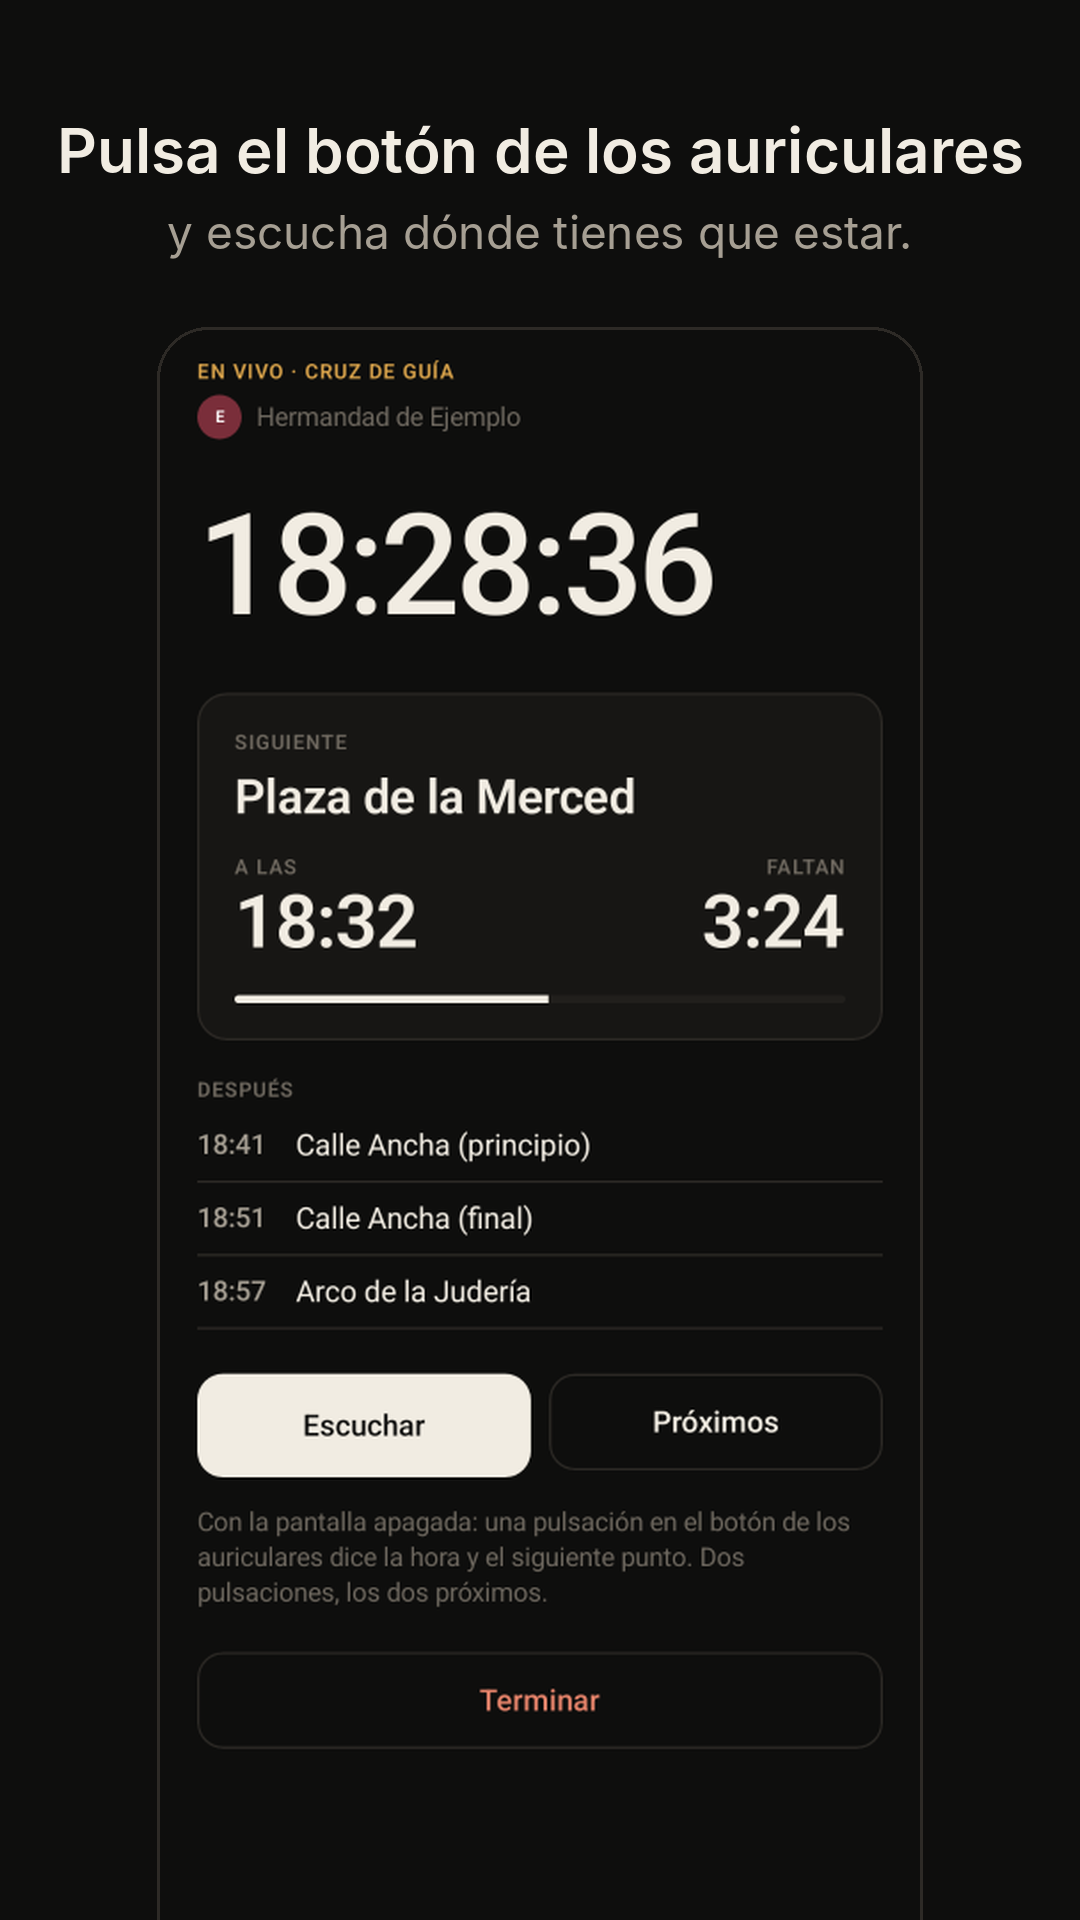 Pulsa el botón de los auriculares
y escucha dónde tienes que estar.
EN VIVO · CRUZ DE GUÍA
E Hermandad de Ejemplo
18:28:36
SIGUIENTE
Plaza de la Merced
A LAS FALTAN
18:32 3:24
DESPUÉS
18:41 Calle Ancha (principio)
18:51 Calle Ancha (final)
18:57 Arco de la Judería
Escuchar Próximos
Con la pantalla apagada: una pulsación en el botón de los
auriculares dice la hora y el siguiente punto. Dos
pulsaciones, los dos próximos.
Terminar